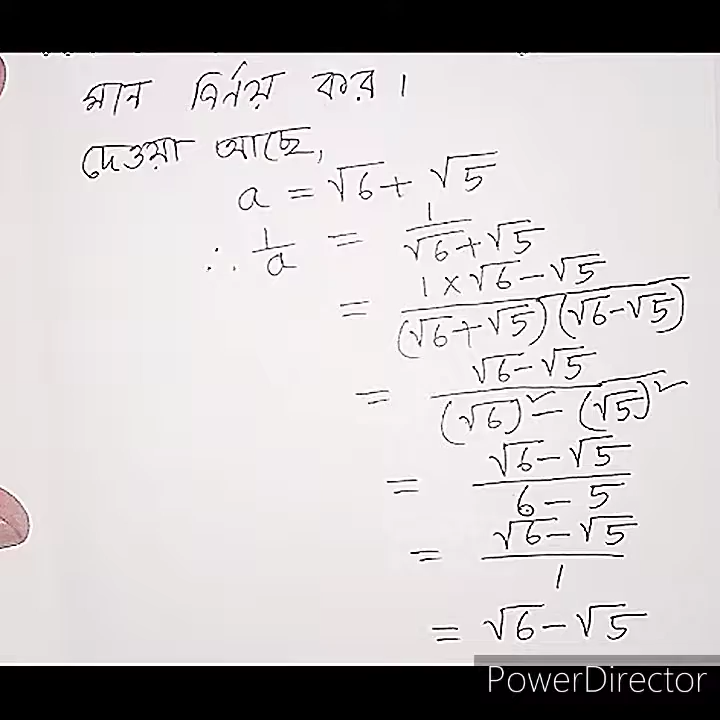 মান নির্নয় কর।
দেওয়া আছে,
a = √6 + √5
∴ 1/a = 1/(√6+√5)
= 1×√6-√5/(√6+√5)(√6-√5)
= √6-√5/(√6)² - (√5)²
= √6-√5/6-5
= √6-√5/1
= √6-√5
PowerDirector